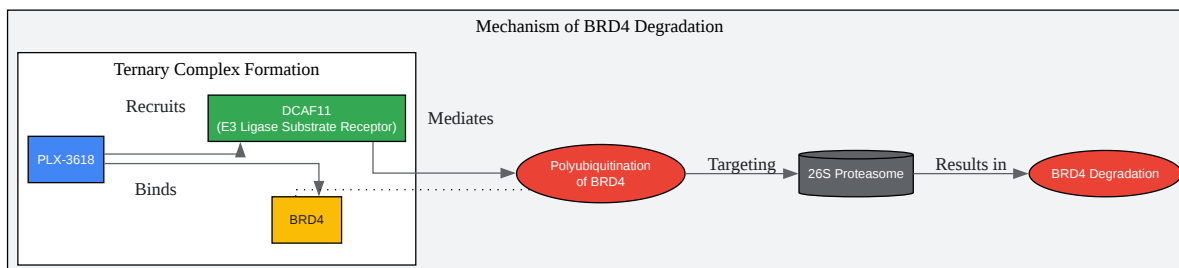 Mechanism of BRD4 Degradation
Ternary Complex Formation
Recruits
DCAF11
(E3 Ligase Substrate Receptor)
Mediates
PLX-3618
Binds
BRD4
Polyubiquitination
of BRD4
Targeting
26S Proteasome
Results in
BRD4 Degradation